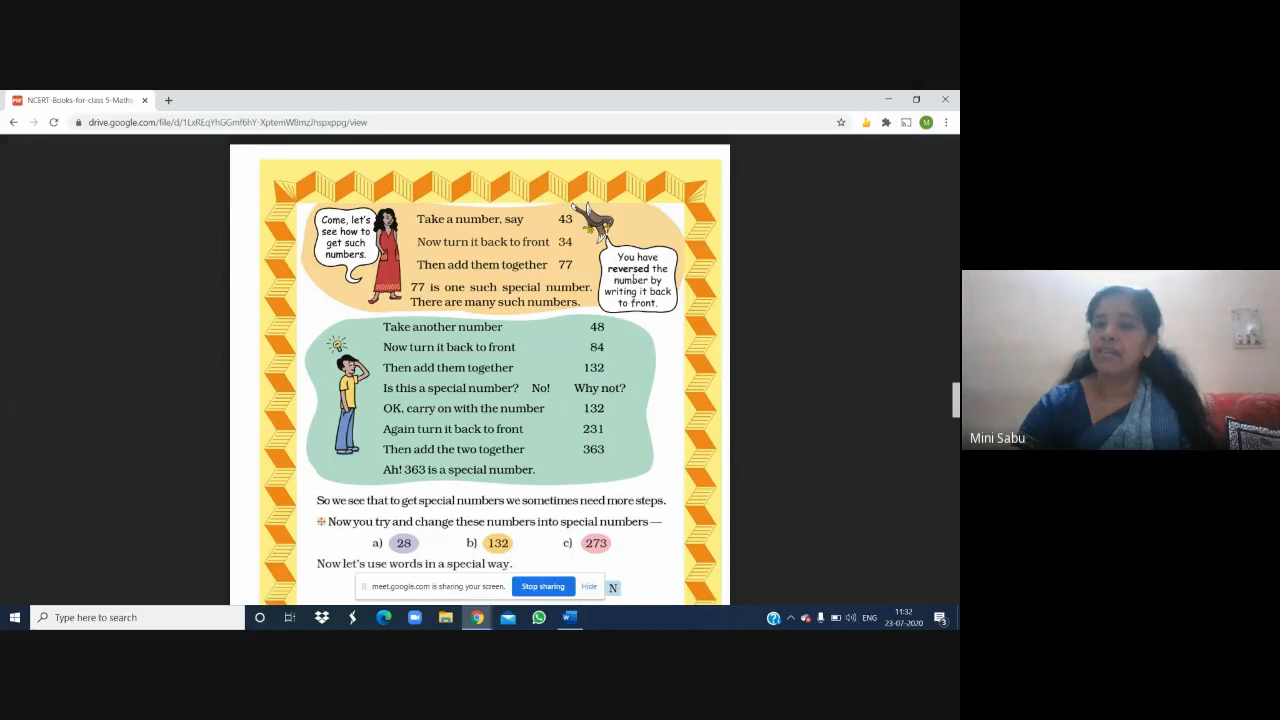 NCERT-Books-for-class 5-Maths
drive.google.com/file/d/1LxREqYhGGmf6hY-XptemW8mzJhspxppg/view
M
Come, let's
see how to
get such
numbers.
Take a number, say 43
Now turn it back to front 34
Then add them together 77
77 is one such special number.
There are many such numbers.
You have
reversed the
number by
writing it back
to front.
Take another number 48
Now turn it back to front 84
Then add them together 132
Is this a special number? No! Why not?
OK, carry on with the number 132
Again turn it back to front 231
Then add the two together 363
Ah! 363 is a special number.
So we see that to get special numbers we sometimes need more steps.
Now you try and change these numbers into special numbers —
a) 28 b) 132 c) 273
Now let's use words in a special way.
meet.google.com is sharing your screen. Stop sharing Hide N
Type here to search
ENG
11:32
23-07-2020
Mini Sabu